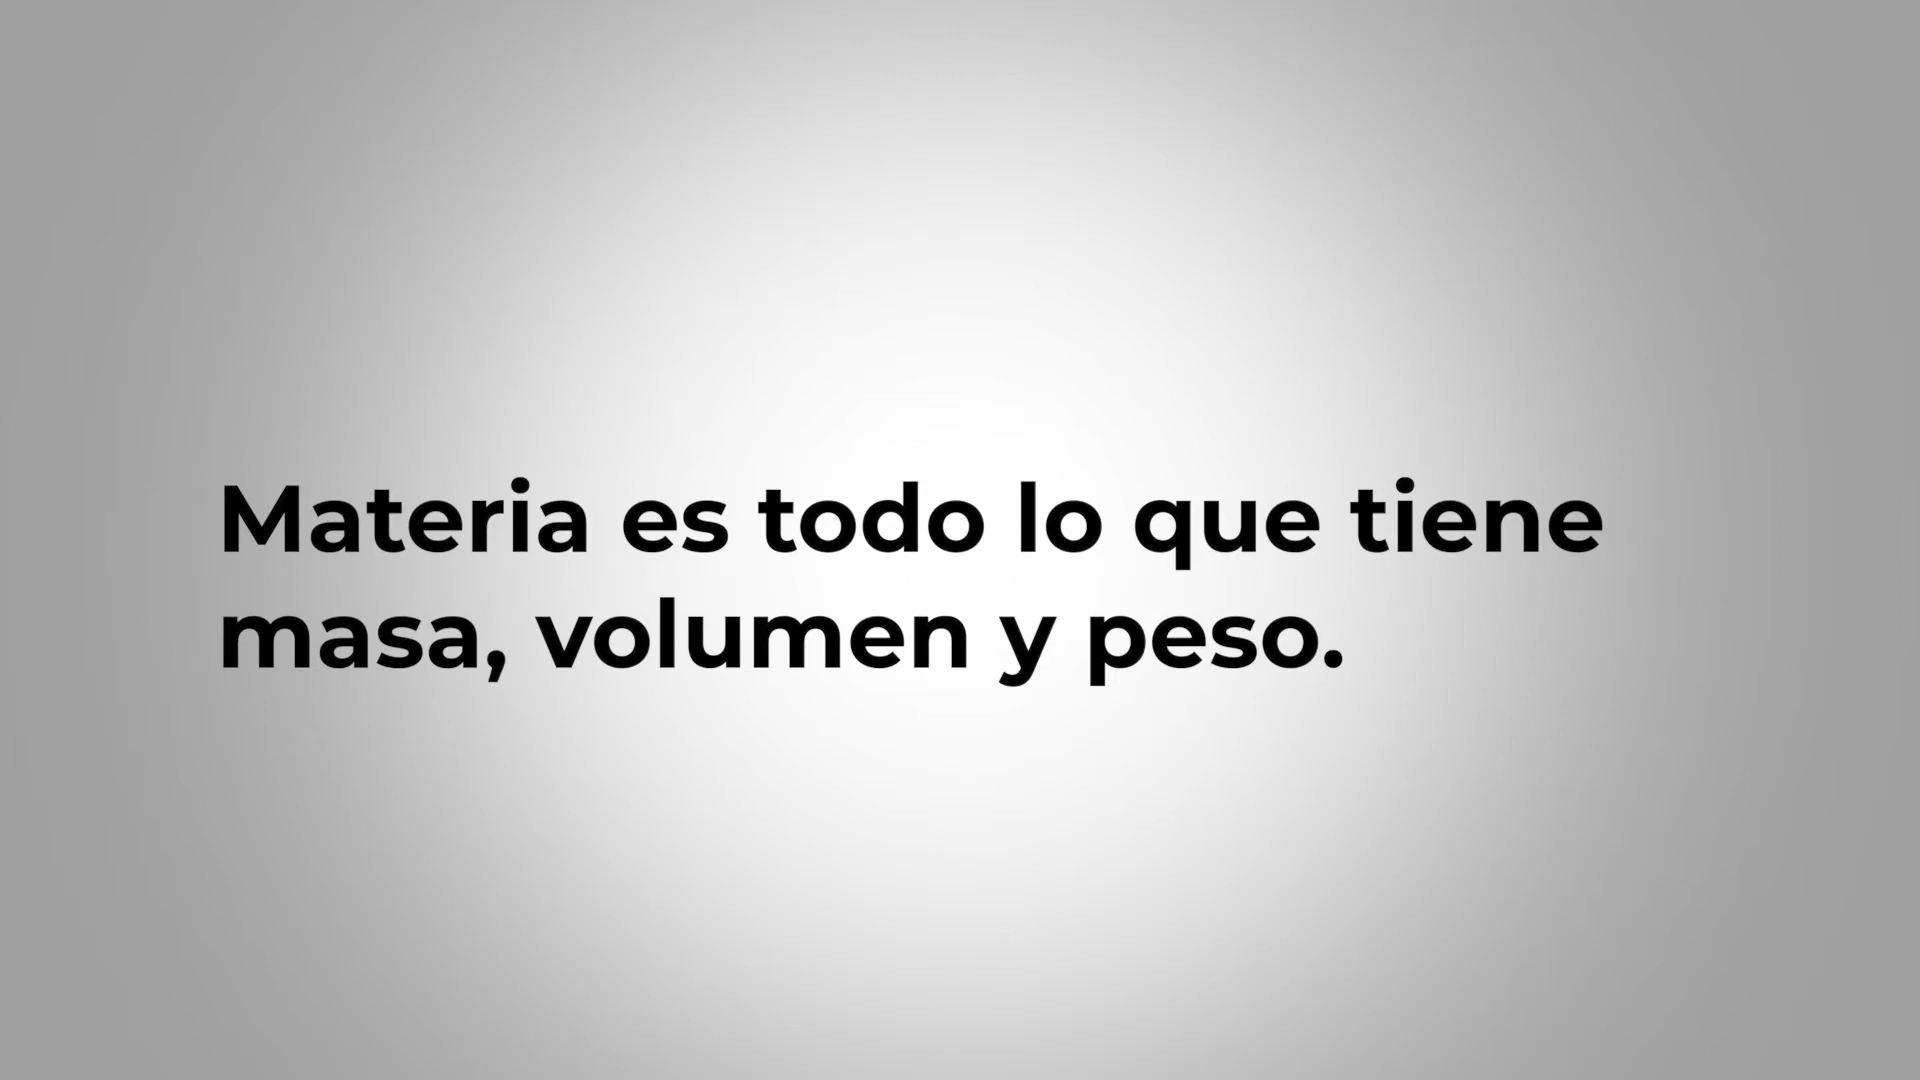 Materia es todo lo que tiene
masa, volumen y peso.